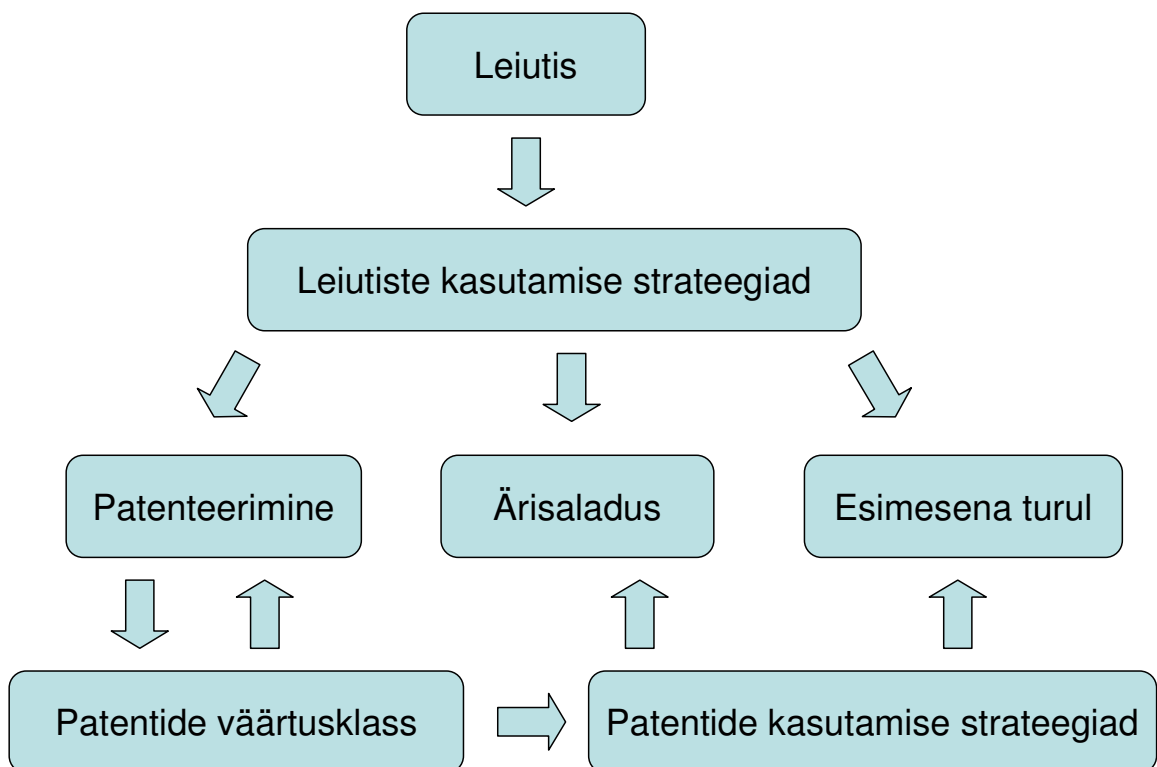 Leiutis
Leiutiste kasutamise strateegiad
Patenteerimine
Ärisaladus
Esimesena turul
Patentide väärtusklass
Patentide kasutamise strateegiad